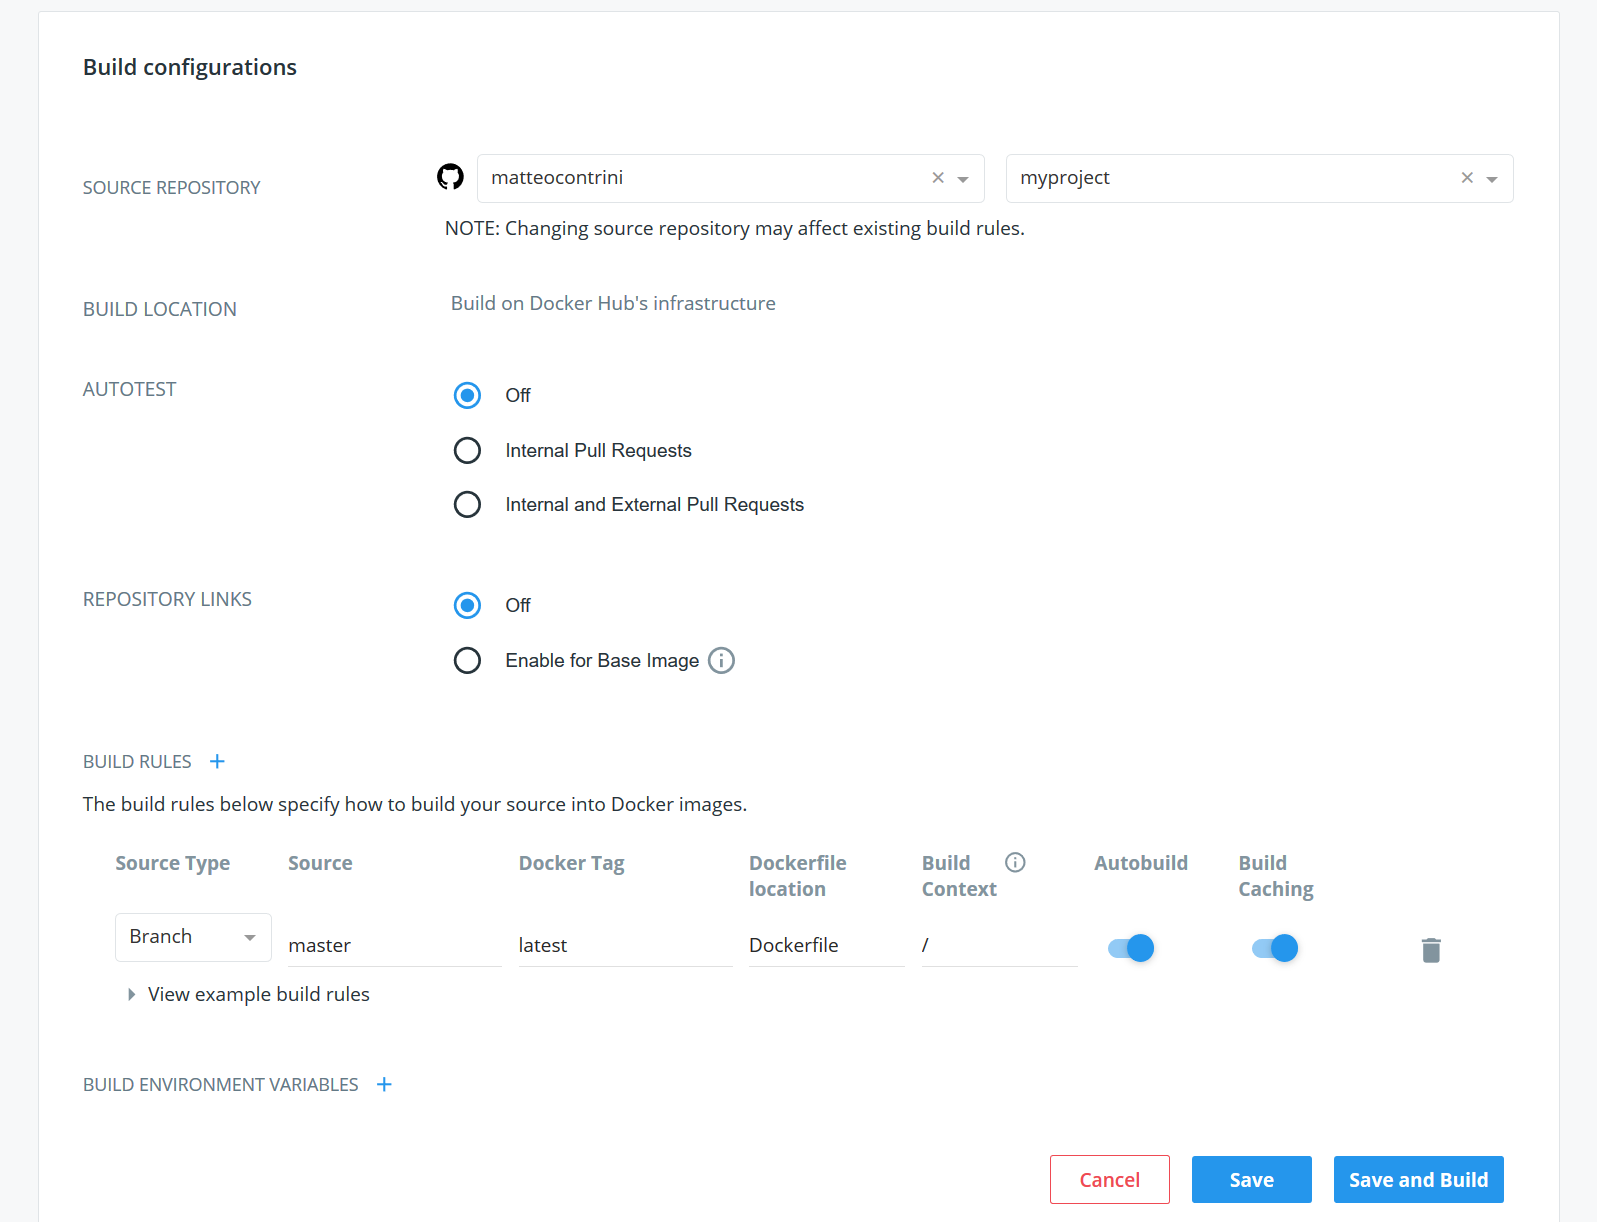 Build configurations
SOURCE REPOSITORY
matteocontrini
myproject
NOTE: Changing source repository may affect existing build rules.
BUILD LOCATION
Build on Docker Hub's infrastructure
AUTOTEST
Off
Internal Pull Requests
Internal and External Pull Requests
REPOSITORY LINKS
Off
Enable for Base Image
BUILD RULES +
The build rules below specify how to build your source into Docker images.
Source Type
Source
Docker Tag
Dockerfile
location
Build
Context
Autobuild
Build
Caching
Branch
master
latest
Dockerfile
/
View example build rules
BUILD ENVIRONMENT VARIABLES +
Cancel
Save
Save and Build